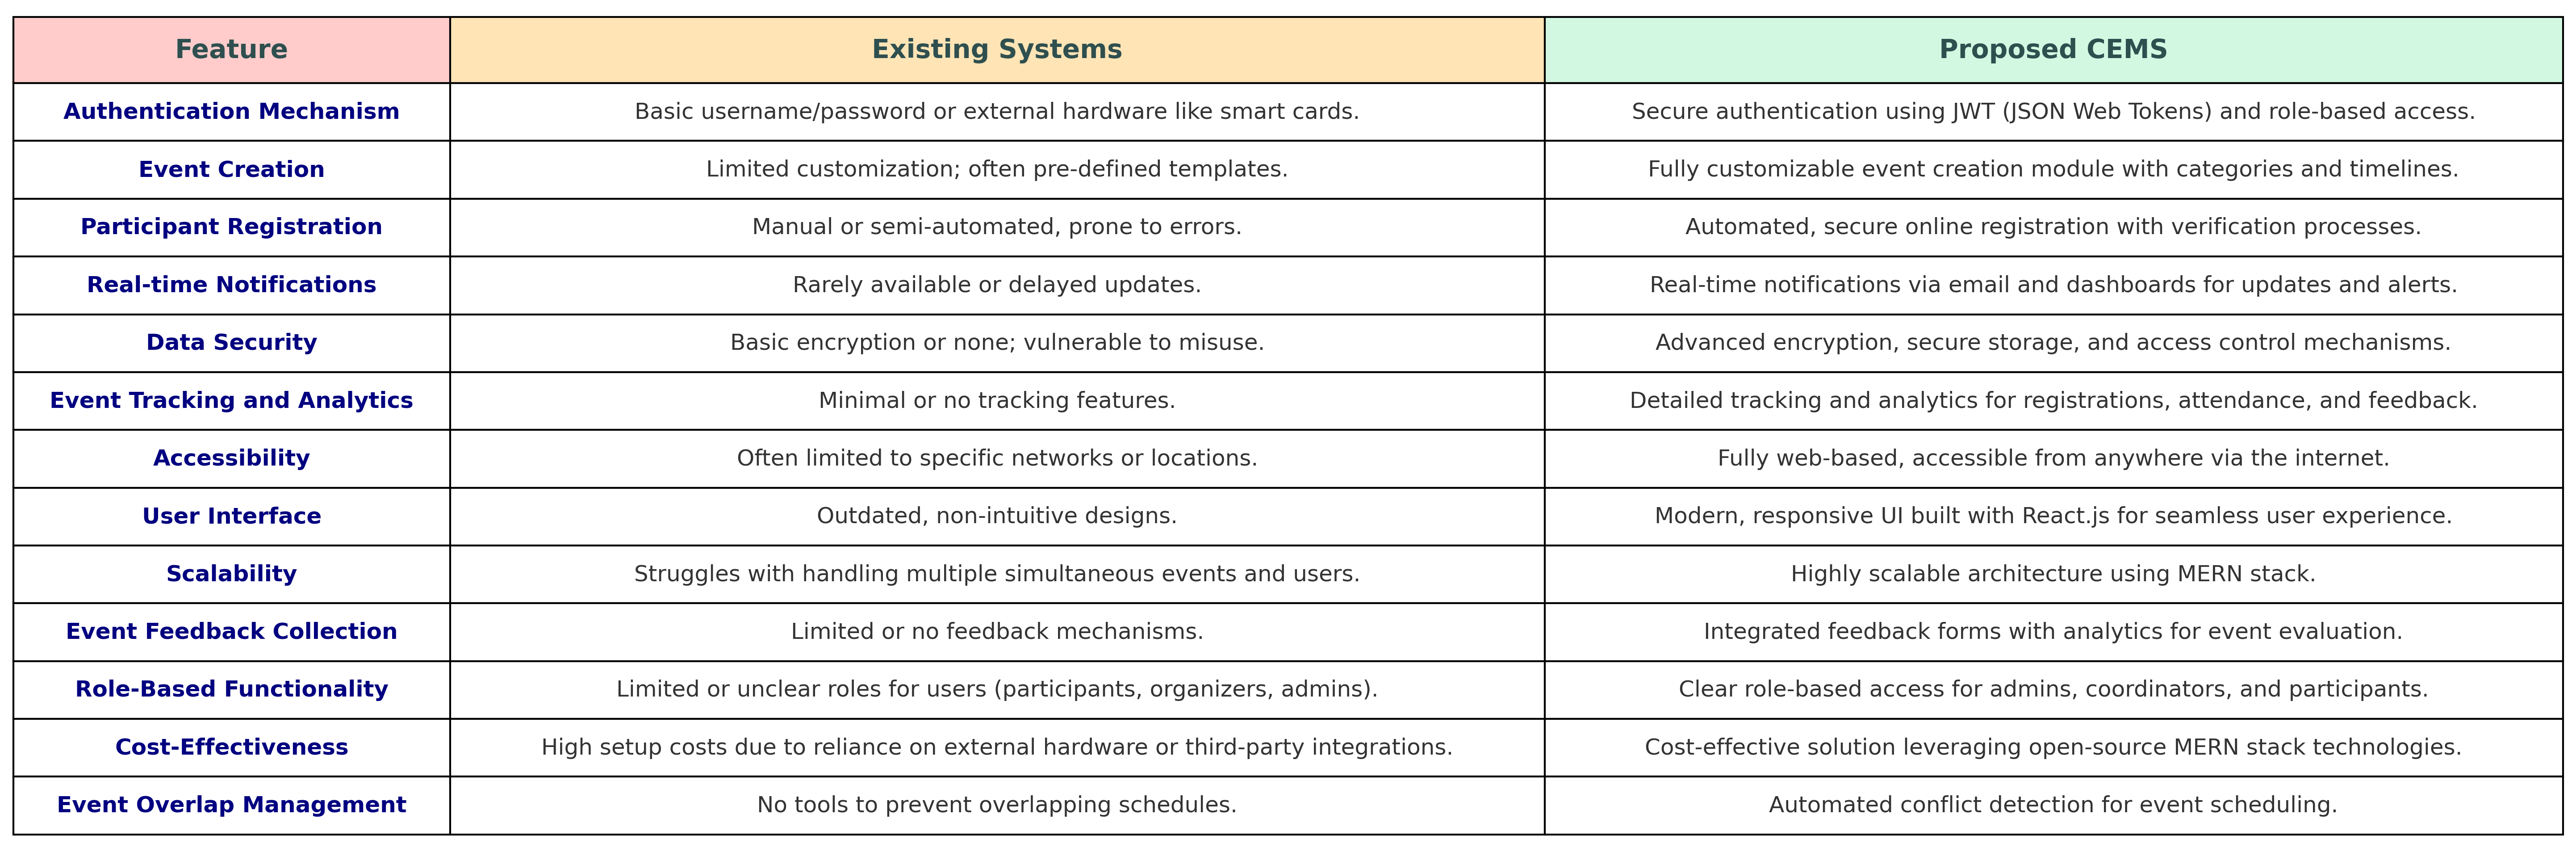 Feature Existing Systems Proposed CEMS
Authentication Mechanism Basic username/password or external hardware like smart cards. Secure authentication using JWT (JSON Web Tokens) and role-based access.
Event Creation Limited customization; often pre-defined templates. Fully customizable event creation module with categories and timelines.
Participant Registration Manual or semi-automated, prone to errors. Automated, secure online registration with verification processes.
Real-time Notifications Rarely available or delayed updates. Real-time notifications via email and dashboards for updates and alerts.
Data Security Basic encryption or none; vulnerable to misuse. Advanced encryption, secure storage, and access control mechanisms.
Event Tracking and Analytics Minimal or no tracking features. Detailed tracking and analytics for registrations, attendance, and feedback.
Accessibility Often limited to specific networks or locations. Fully web-based, accessible from anywhere via the internet.
User Interface Outdated, non-intuitive designs. Modern, responsive UI built with React.js for seamless user experience.
Scalability Struggles with handling multiple simultaneous events and users. Highly scalable architecture using MERN stack.
Event Feedback Collection Limited or no feedback mechanisms. Integrated feedback forms with analytics for event evaluation.
Role-Based Functionality Limited or unclear roles for users (participants, organizers, admins). Clear role-based access for admins, coordinators, and participants.
Cost-Effectiveness High setup costs due to reliance on external hardware or third-party integrations. Cost-effective solution leveraging open-source MERN stack technologies.
Event Overlap Management No tools to prevent overlapping schedules. Automated conflict detection for event scheduling.